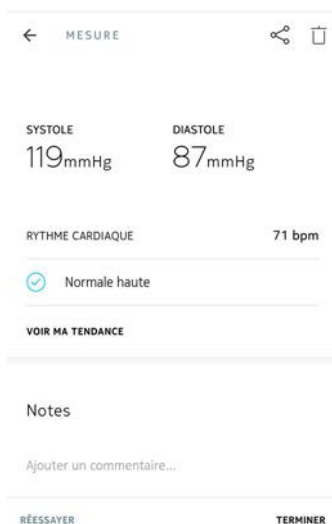 MESURE
SYSTOLE DIASTOLE
119mmHg 87mmHg
RYTHME CARDIAQUE 71 bpm
Normale haute
VOIR MA TENDANCE
Notes
Ajouter un commentaire...
RÉESSAYER TERMINER